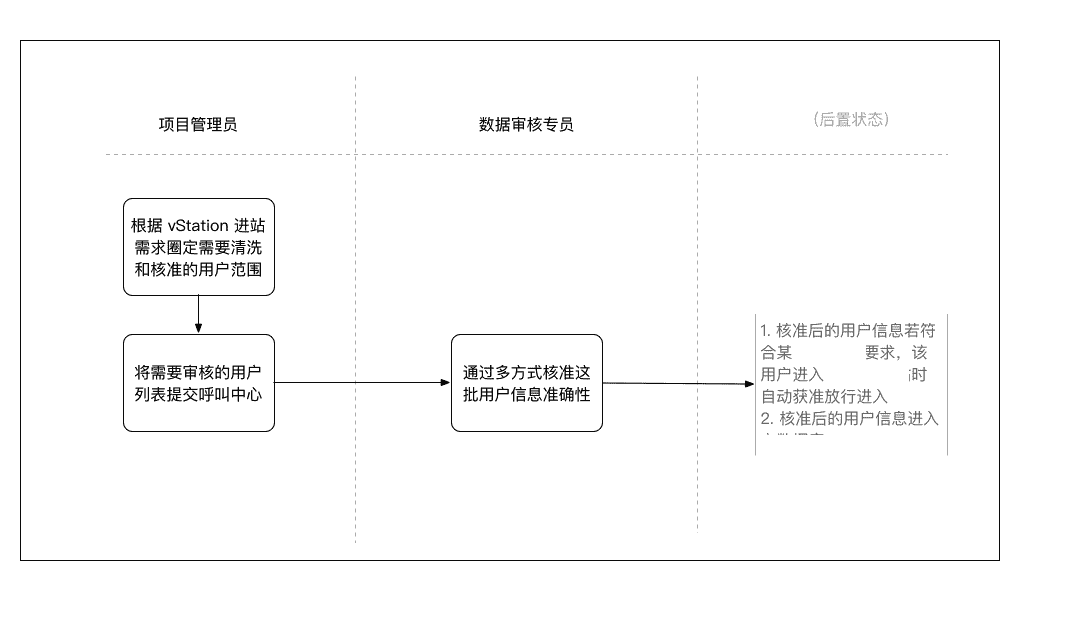 项目管理员
数据审核专员
(后置状态)
根据 vStation 进站
需求圈定需要清洗
和核准的用户范围
将需要审核的用户
列表提交呼叫中心
通过多方式核准这
批用户信息准确性
1. 核准后的用户信息若符
合某 要求，该
用户进入 时
自动获准放行进入
2. 核准后的用户信息进入